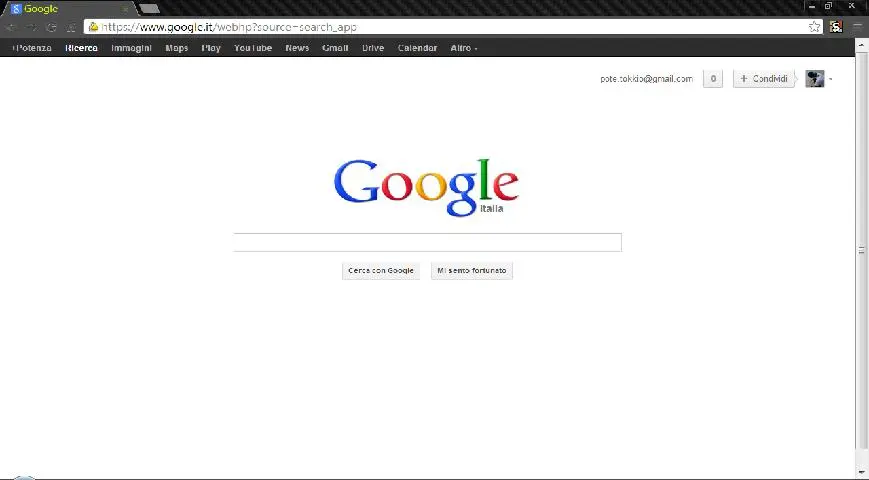 Google
https://www.google.it/webhp?source=search_app
+Potenza Ricerca Immagini Maps Play YouTube News Gmail Drive Calendar Altro
pote.tokkio@gmail.com 0 + Condividi
Google
Italia
Cerca con Google Mi sento fortunato